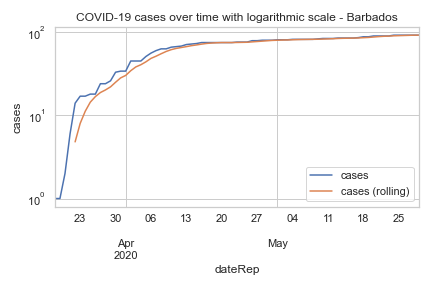 COVID-19 cases over time with logarithmic scale - Barbados
cases
10²
10¹
10⁰
cases
cases (rolling)
23 30 06 13 20 27 04 11 18 25
Apr May
2020
dateRep